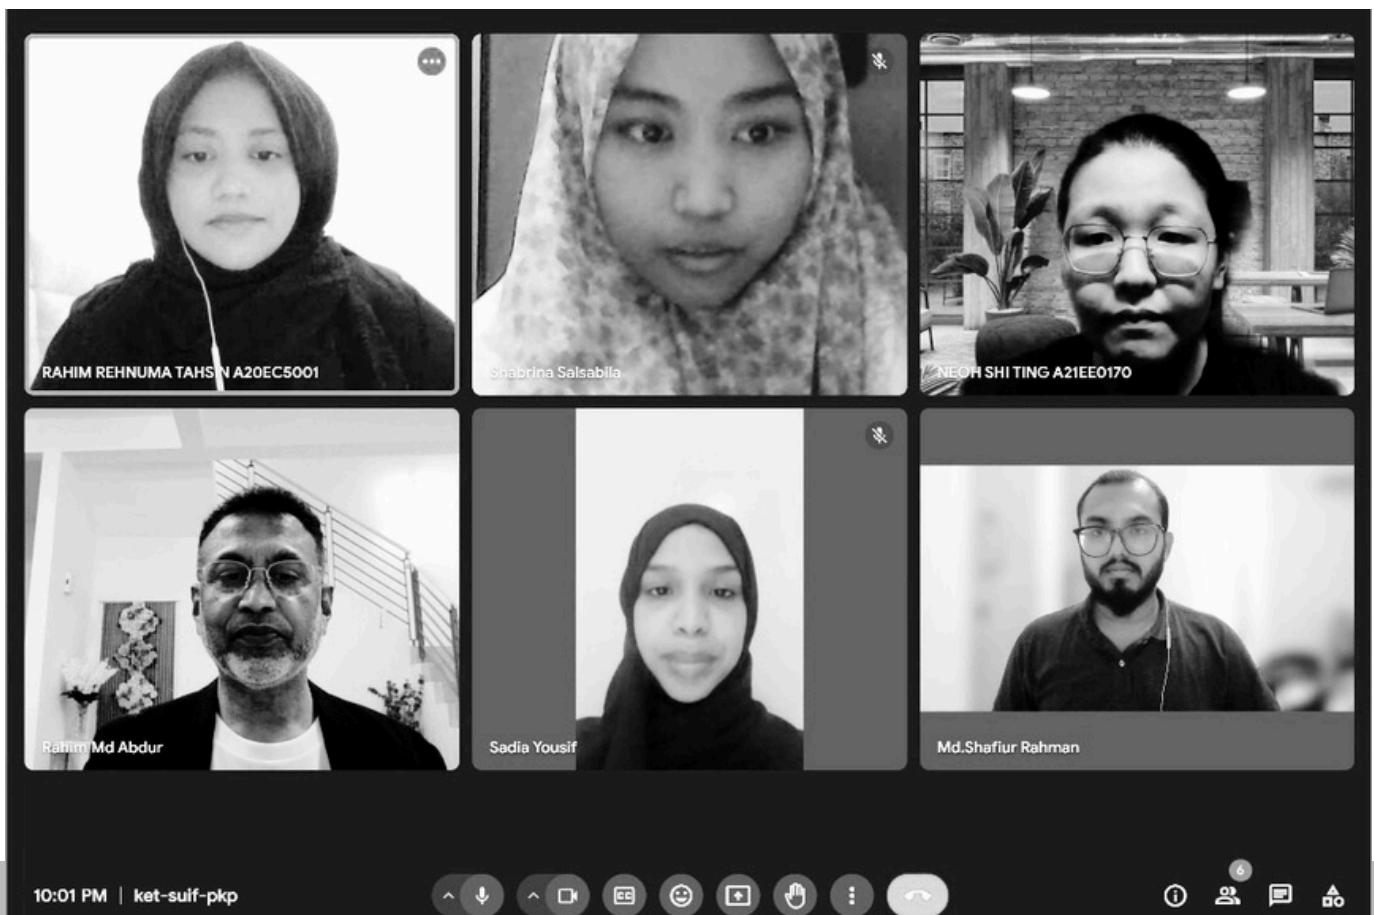 RAHIM REHNUMA TAHSIN A20EC5001
Shabrina Salsabila
NEOH SHI TING A21EE0170
Rahim Md Abdur
Sadia Yousif
Md.Shafiur Rahman
6
10:01 PM | ket-suif-pkp
CC